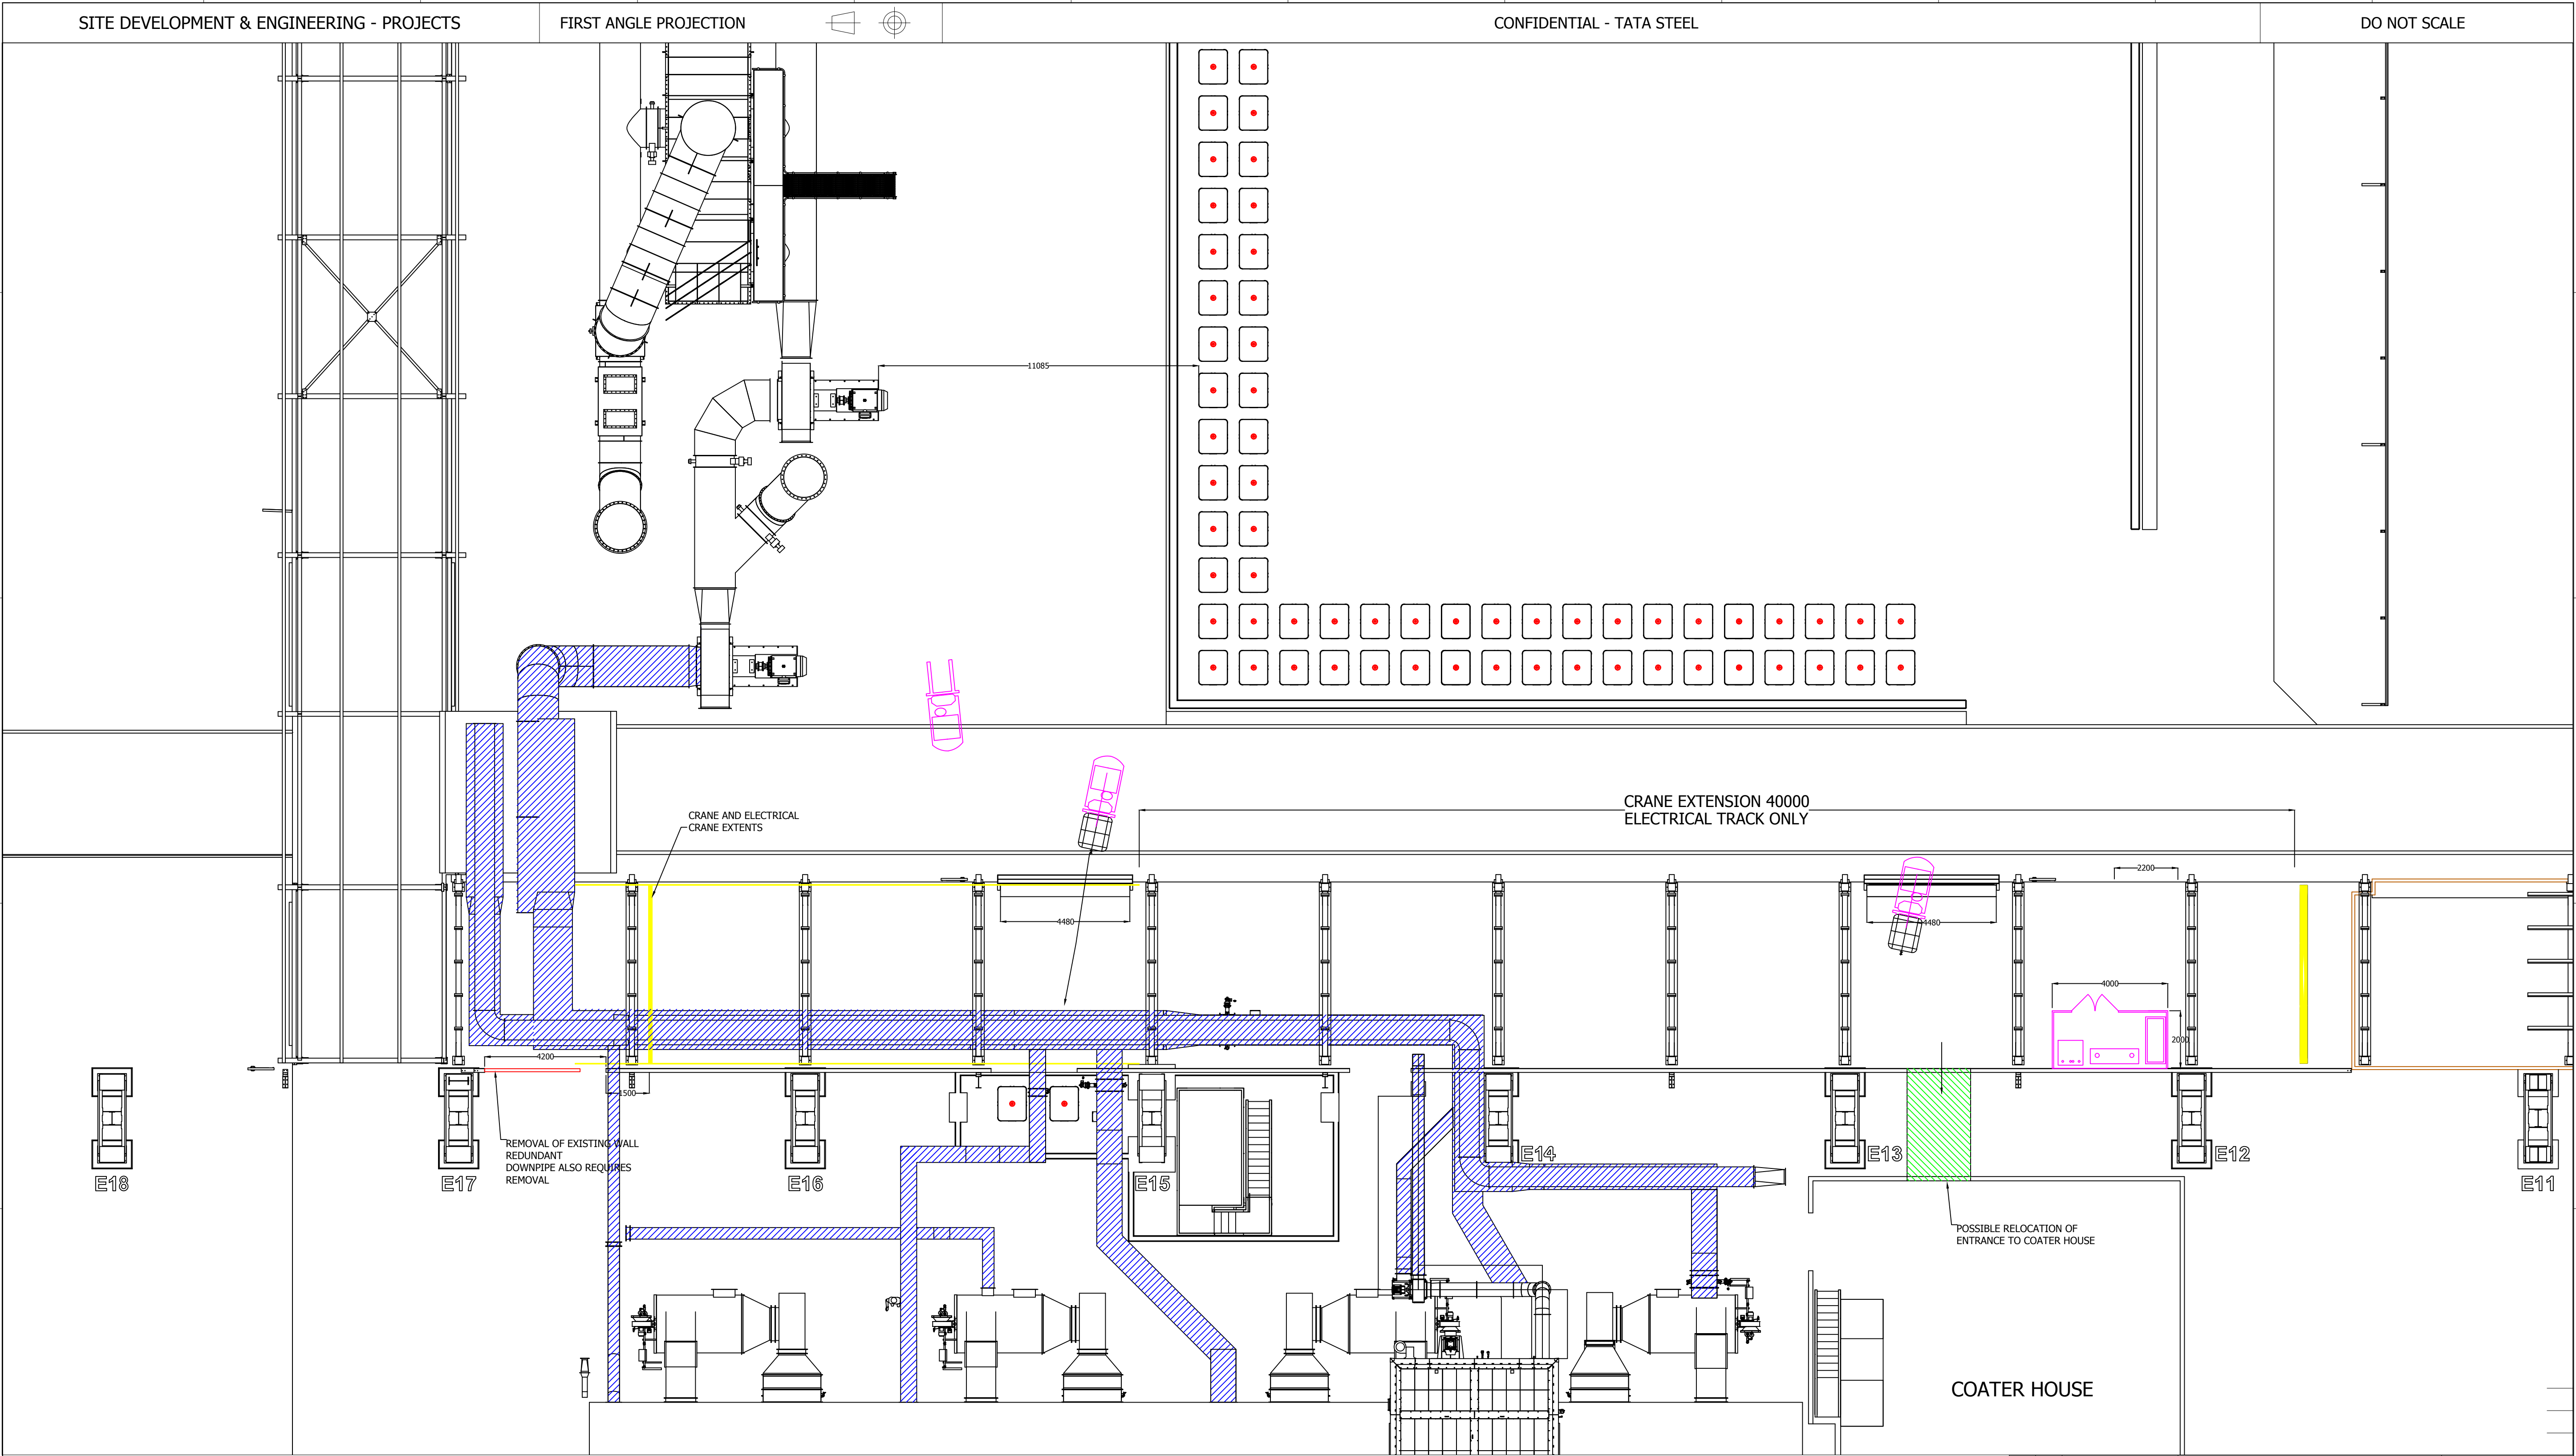 SITE DEVELOPMENT & ENGINEERING - PROJECTS
FIRST ANGLE PROJECTION
CONFIDENTIAL - TATA STEEL
DO NOT SCALE
11085
CRANE EXTENSION 40000
ELECTRICAL TRACK ONLY
CRANE AND ELECTRICAL
CRANE EXTENTS
2200
4480
4480
4000
2000
4200
1500
REMOVAL OF EXISTING WALL
REDUNDANT
DOWNPIPE ALSO REQUIRES
REMOVAL
E18
E17
E16
E15
E14
E13
E12
E11
POSSIBLE RELOCATION OF
ENTRANCE TO COATER HOUSE
COATER HOUSE